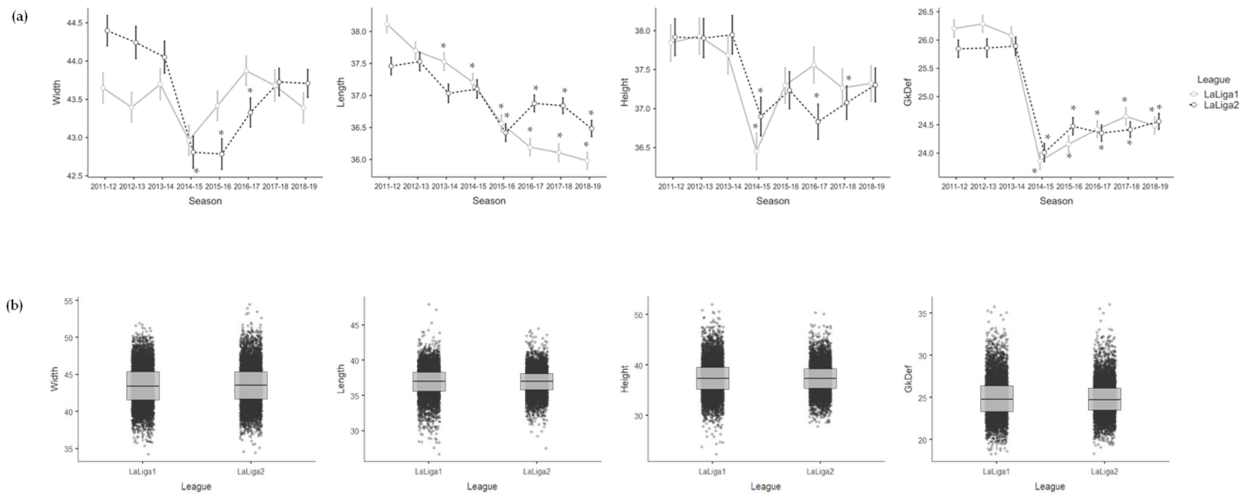 (a)
Width
44.5
44.0
43.5
43.0
42.5
2011-12 2012-13 2013-14 2014-15 2015-16 2016-17 2017-18 2018-19
Season
Length
38.0
37.5
37.0
36.5
36.0
2011-12 2012-13 2013-14 2014-15 2015-16 2016-17 2017-18 2018-19
Season
Height
38.0
37.5
37.0
36.5
2011-12 2012-13 2013-14 2014-15 2015-16 2016-17 2017-18 2018-19
Season
GkDef
26.0
25.5
25.0
24.5
24.0
2011-12 2012-13 2013-14 2014-15 2015-16 2016-17 2017-18 2018-19
Season
League
LaLiga1
LaLiga2
(b)
Width
55
50
45
40
35
LaLiga1 LaLiga2
League
Length
45
40
35
30
LaLiga1 LaLiga2
League
Height
50
40
30
LaLiga1 LaLiga2
League
GkDef
35
30
25
20
LaLiga1 LaLiga2
League